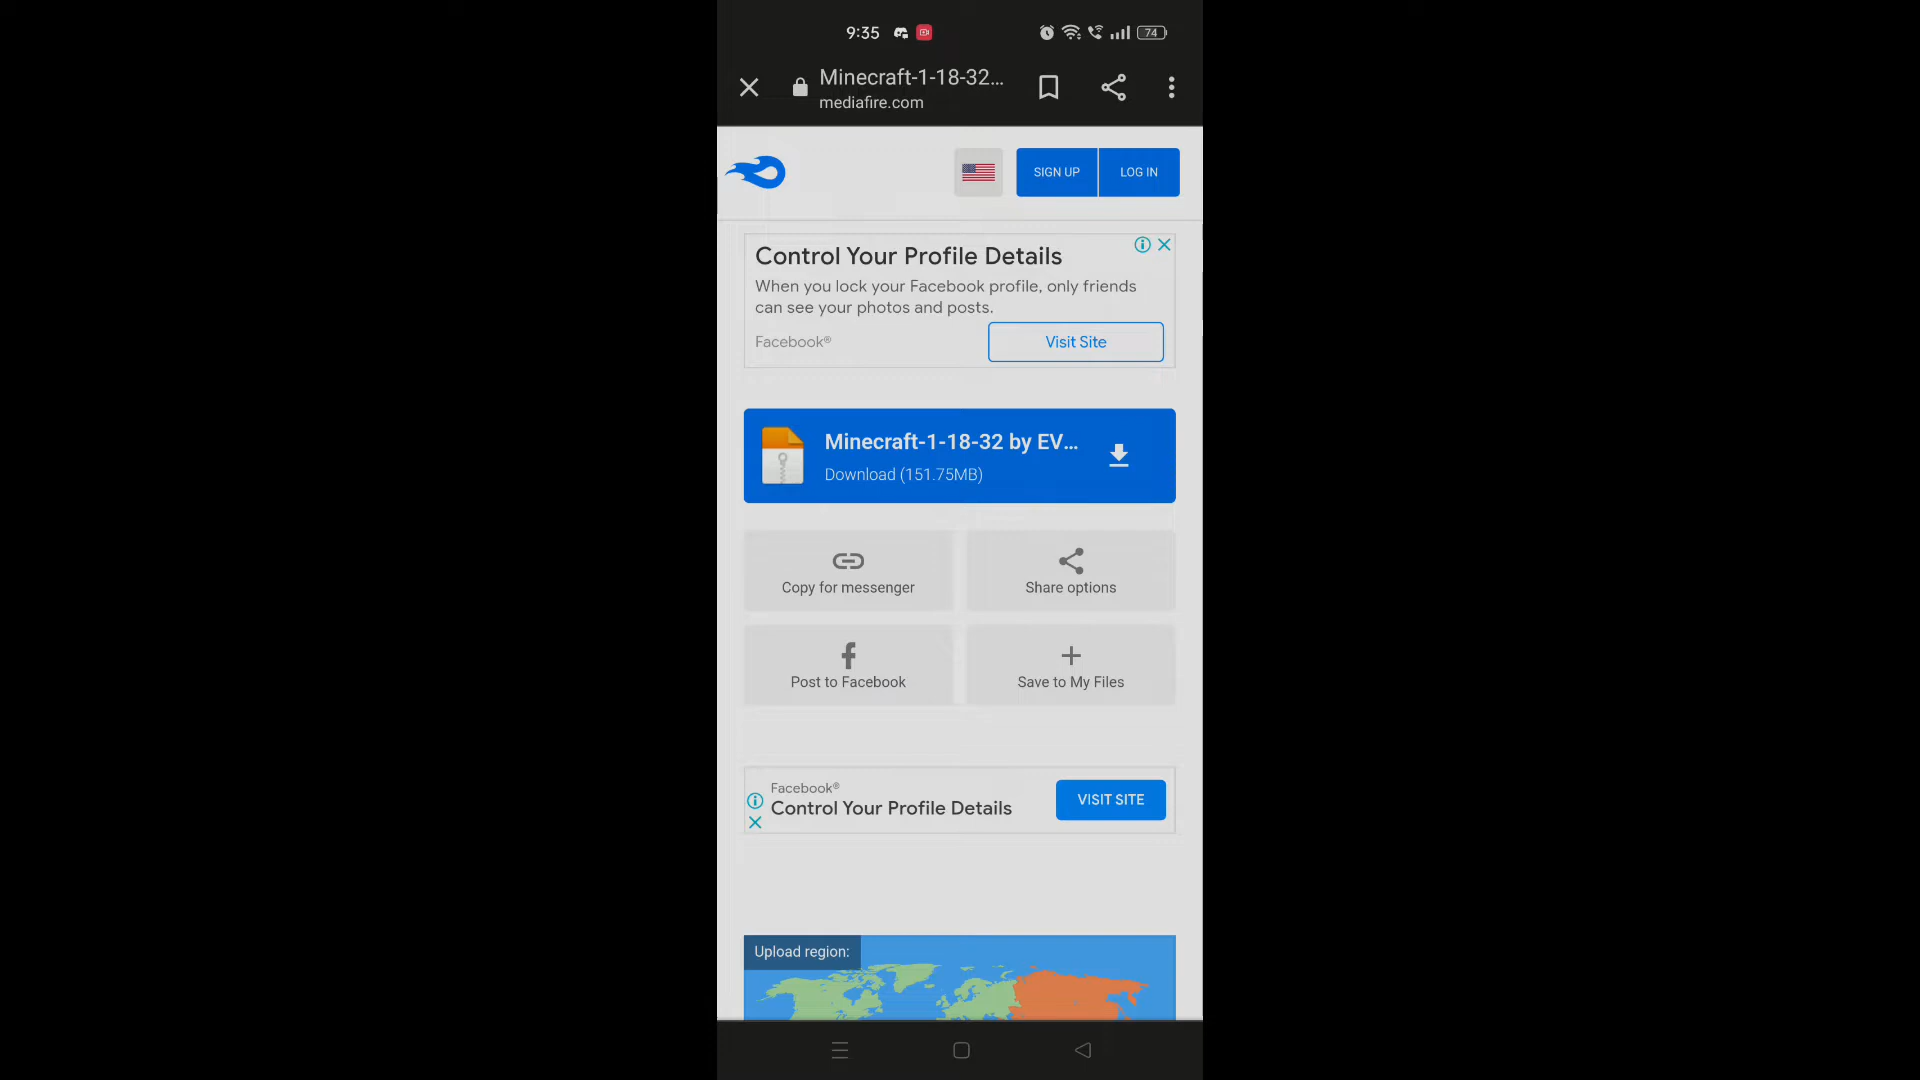 9:35
74
Minecraft-1-18-32...
mediafire.com
SIGN UP
LOG IN
Control Your Profile Details
When you lock your Facebook profile, only friends
can see your photos and posts.
Facebook®
Visit Site
Minecraft-1-18-32 by EV...
Download (151.75MB)
Copy for messenger
Share options
Post to Facebook
Save to My Files
Facebook®
Control Your Profile Details
VISIT SITE
Upload region: